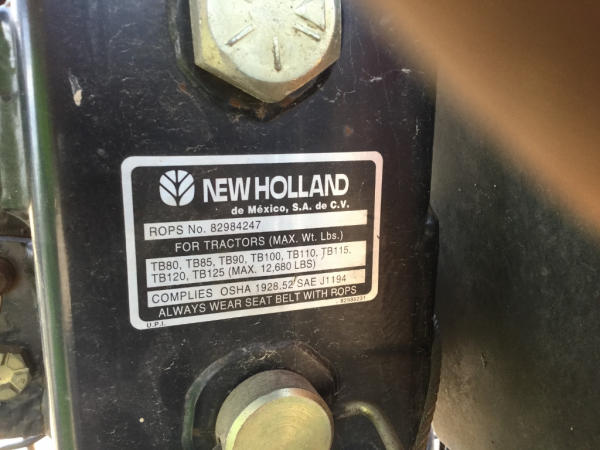 NEW HOLLAND
de México, S.A. de C.V.
ROPS No. 82984247
FOR TRACTORS (MAX. Wt. Lbs.)
TB80, TB85, TB90, TB100, TB110, TB115,
TB120, TB125 (MAX. 12,680 LBS)
COMPLIES OSHA 1928.52 SAE J1194
ALWAYS WEAR SEAT BELT WITH ROPS
U.P.I.